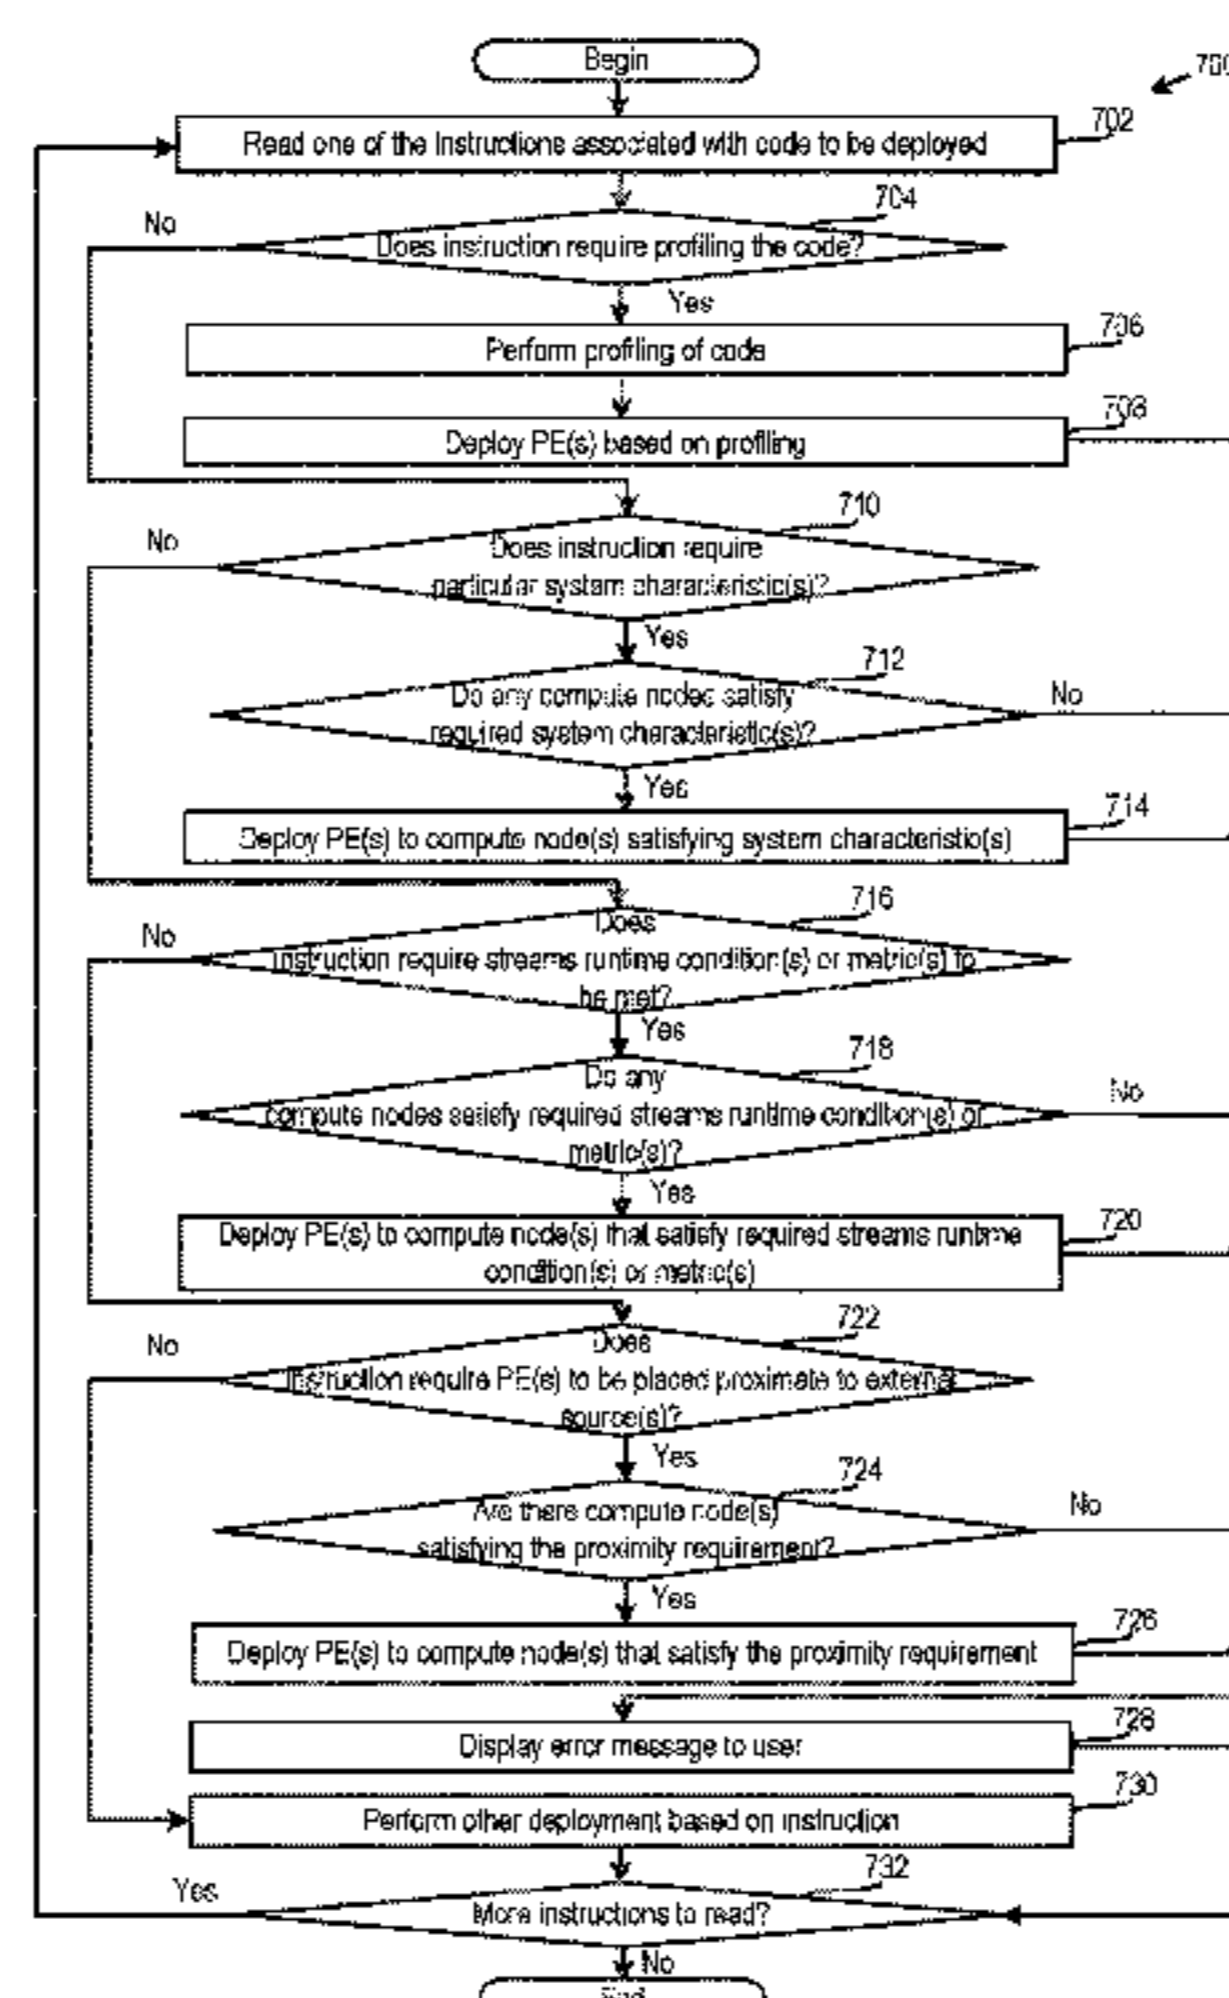 Begin
700
Read one of the instructions associated with code to be deployed
702
704
No
Does instruction require profiling the code?
Yes
706
Perform profiling of code
708
Deploy PE(s) based on profiling
710
No
Does instruction require
particular system characteristic(s)?
Yes
712
Do any compute nodes satisfy
No
required system characteristic(s)?
Yes
714
Deploy PE(s) to compute node(s) satisfying system characteristic(s)
716
Does
No
instruction require streams runtime condition(s) or metric(s) to
be met?
Yes
718
Do any
No
compute nodes satisfy required streams runtime condition(s) or
metric(s)?
Yes
720
Deploy PE(s) to compute node(s) that satisfy required streams runtime
condition(s) or metric(s)
722
Does
No
instruction require PE(s) to be placed proximate to external
source(s)?
Yes
724
Are there compute node(s)
No
satisfying the proximity requirement?
Yes
726
Deploy PE(s) to compute node(s) that satisfy the proximity requirement
728
Display error message to user
730
Perform other deployment based on instruction
732
Yes
More instructions to read?
No
End